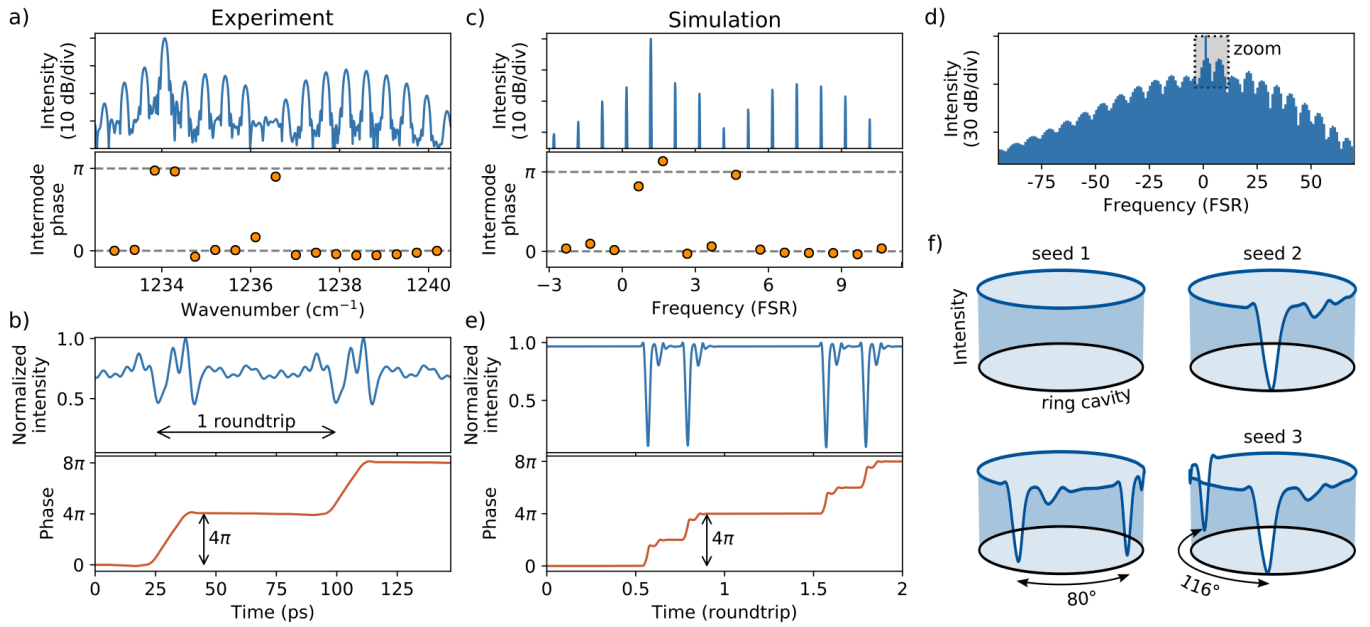 a)
Experiment
Intensity
(10 dB/div)
Intermode
phase
π
0
1234
1236
1238
1240
Wavenumber (cm⁻¹)
b)
Normalized
intensity
1.0
0.5
1 roundtrip
Phase
8π
4π
0
4π
0
25
50
75
100
125
Time (ps)
c)
Simulation
Intensity
(10 dB/div)
Intermode
phase
π
0
−3
0
3
6
9
Frequency (FSR)
e)
Normalized
intensity
1.0
0.5
Phase
8π
4π
0
4π
0
0.5
1
1.5
2
Time (roundtrip)
d)
Intensity
(30 dB/div)
zoom
-75
-50
-25
0
25
50
Frequency (FSR)
f)
seed 1
seed 2
Intensity
ring cavity
seed 3
80°
116°